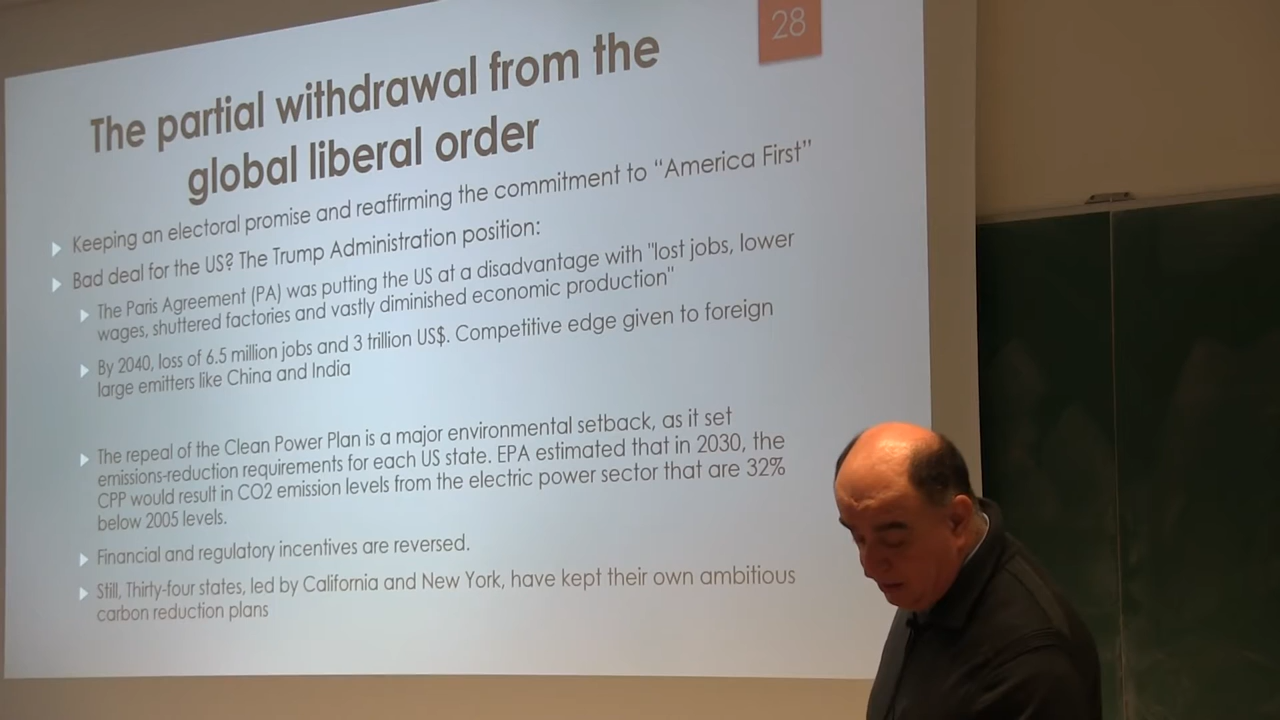 28
The partial withdrawal from the
global liberal order
Keeping an electoral promise and reaffirming the commitment to “America First”
Bad deal for the US? The Trump Administration position:
The Paris Agreement (PA) was putting the US at a disadvantage with "lost jobs, lower
wages, shuttered factories and vastly diminished economic production"
By 2040, loss of 6.5 million jobs and 3 trillion US$. Competitive edge given to foreign
large emitters like China and India
The repeal of the Clean Power Plan is a major environmental setback, as it set
emissions-reduction requirements for each US state. EPA estimated that in 2030, the
CPP would result in CO2 emission levels from the electric power sector that are 32%
below 2005 levels.
Financial and regulatory incentives are reversed.
Still, Thirty-four states, led by California and New York, have kept their own ambitious
carbon reduction plans